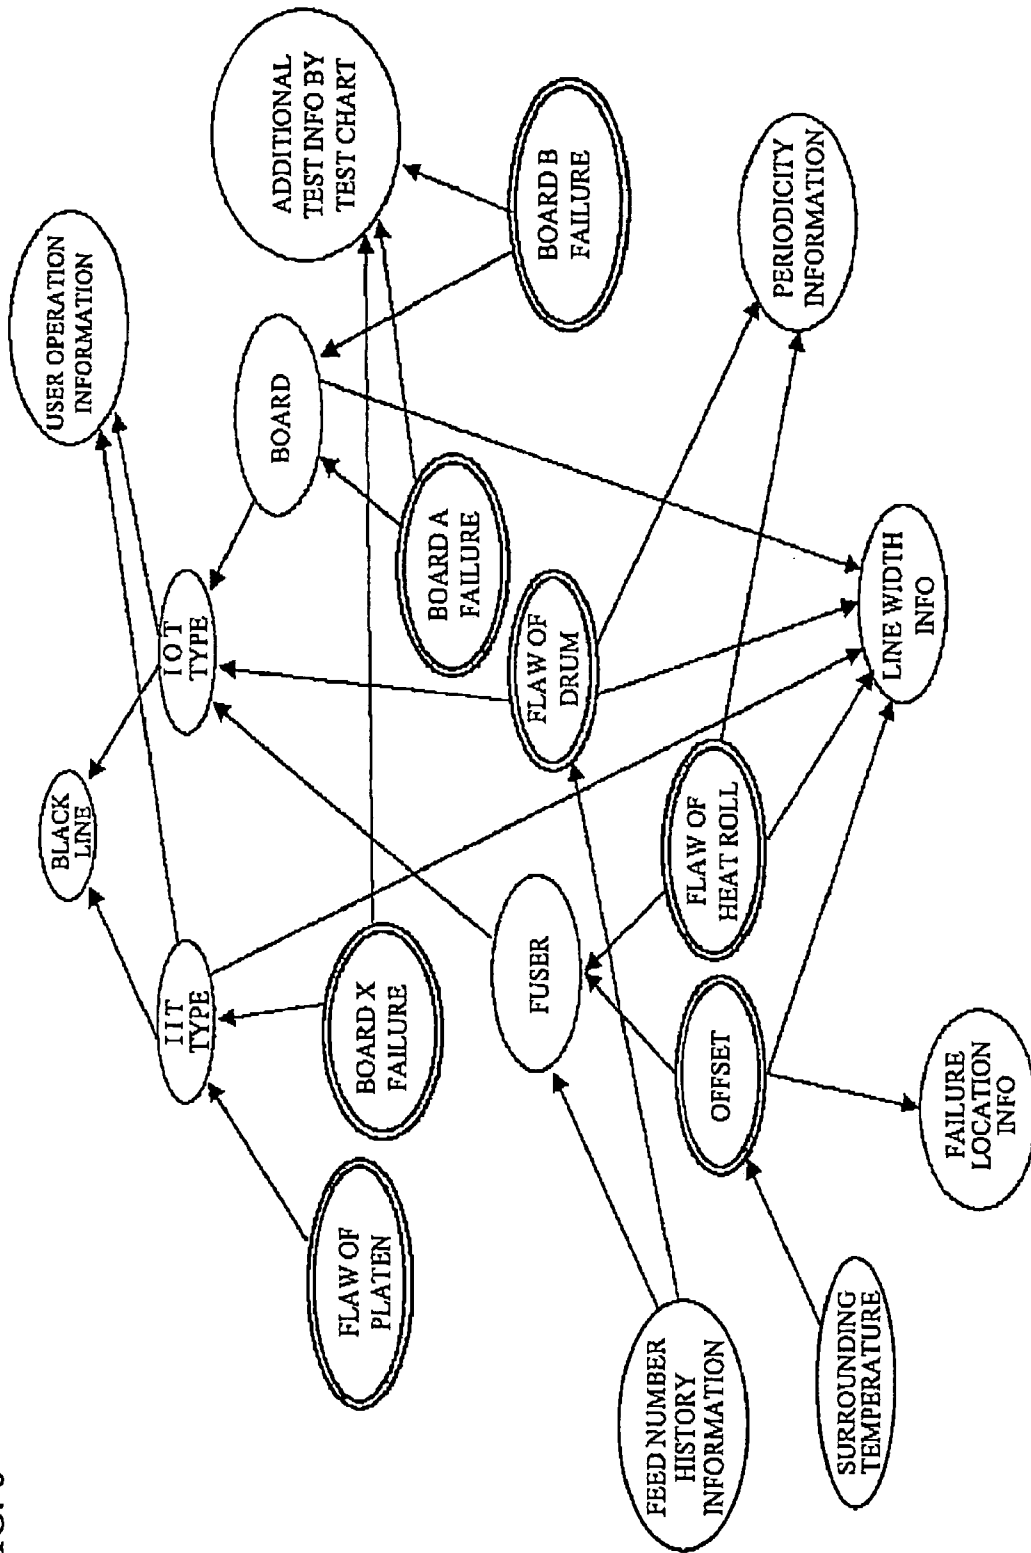 BLACK
LINE
USER OPERATION
INFORMATION
I I T
TYPE
I O T
TYPE
BOARD
ADDITIONAL
TEST INFO BY
TEST CHART
FLAW OF
PLATEN
BOARD X
FAILURE
BOARD A
FAILURE
BOARD B
FAILURE
FUSER
FLAW OF
DRUM
FEED NUMBER
HISTORY
INFORMATION
OFFSET
FLAW OF
HEAT ROLL
PERIODICITY
INFORMATION
SURROUNDING
TEMPERATURE
LINE WIDTH
INFO
FAILURE
LOCATION
INFO